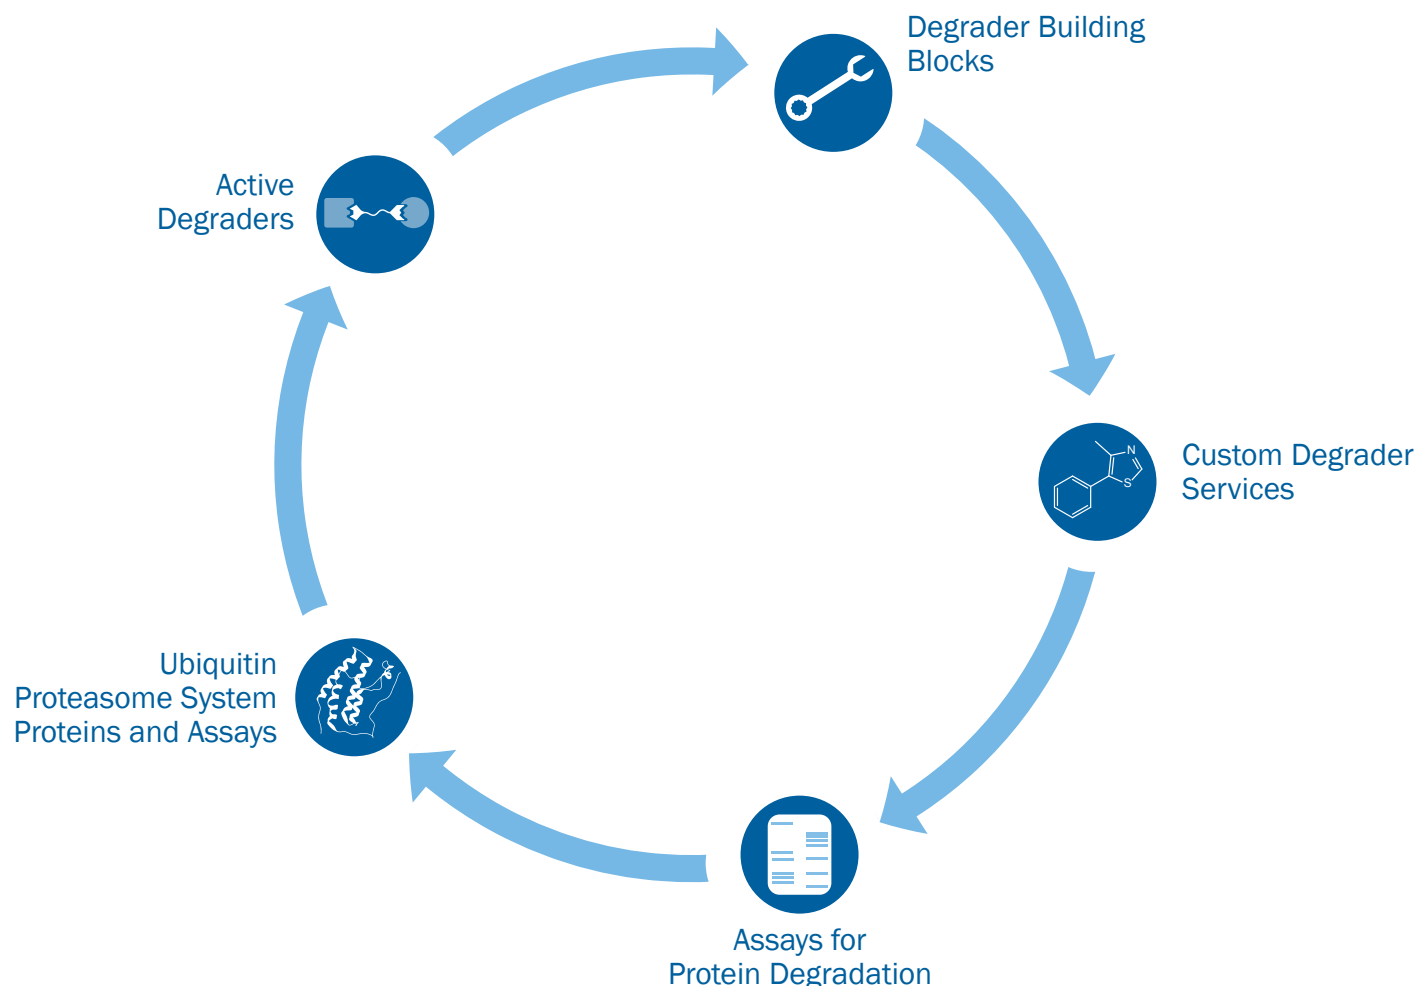 Degrader Building
Blocks
Active
Degraders
N
S
Custom Degrader
Services
Ubiquitin
Proteasome System
Proteins and Assays
Assays for
Protein Degradation